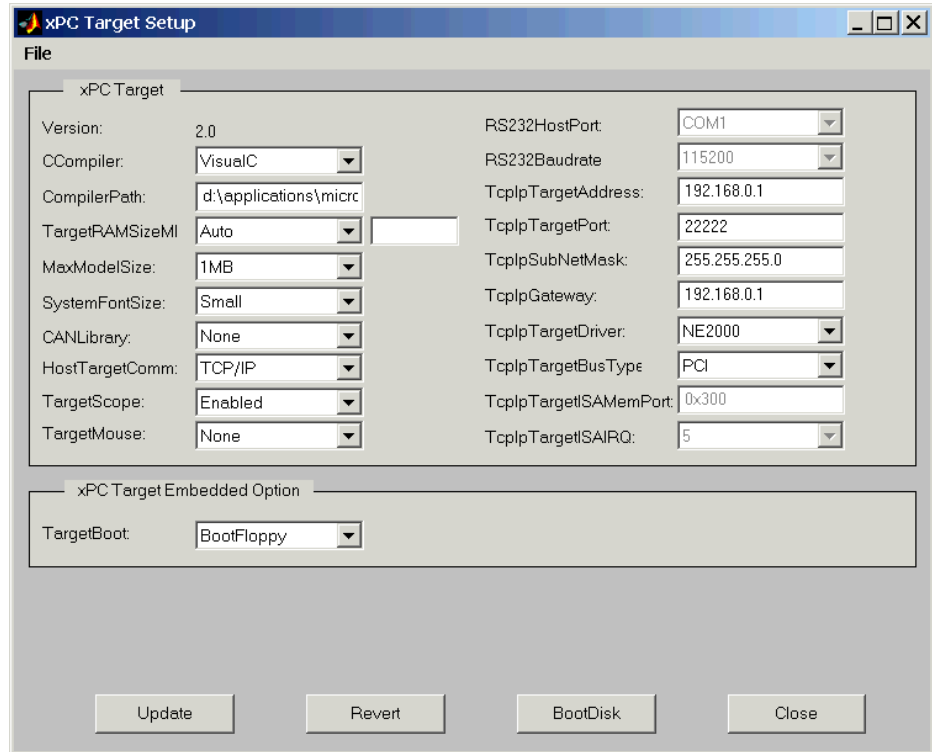 xPC Target Setup
File
xPC Target
Version: 2.0
CCompiler: VisualC
CompilerPath: d:\applications\micrc
TargetRAMSizeMI Auto
MaxModelSize: 1MB
SystemFontSize: Small
CANLibrary: None
HostTargetComm: TCP/IP
TargetScope: Enabled
TargetMouse: None
RS232HostPort: COM1
RS232Baudrate 115200
TcpIpTargetAddress: 192.168.0.1
TcpIpTargetPort: 22222
TcpIpSubNetMask: 255.255.255.0
TcpIpGateway: 192.168.0.1
TcpIpTargetDriver: NE2000
TcpIpTargetBusType PCI
TcpIpTargetISAMemPort: 0x300
TcpIpTargetISAIRQ: 5
xPC Target Embedded Option
TargetBoot: BootFloppy
Update Revert BootDisk Close